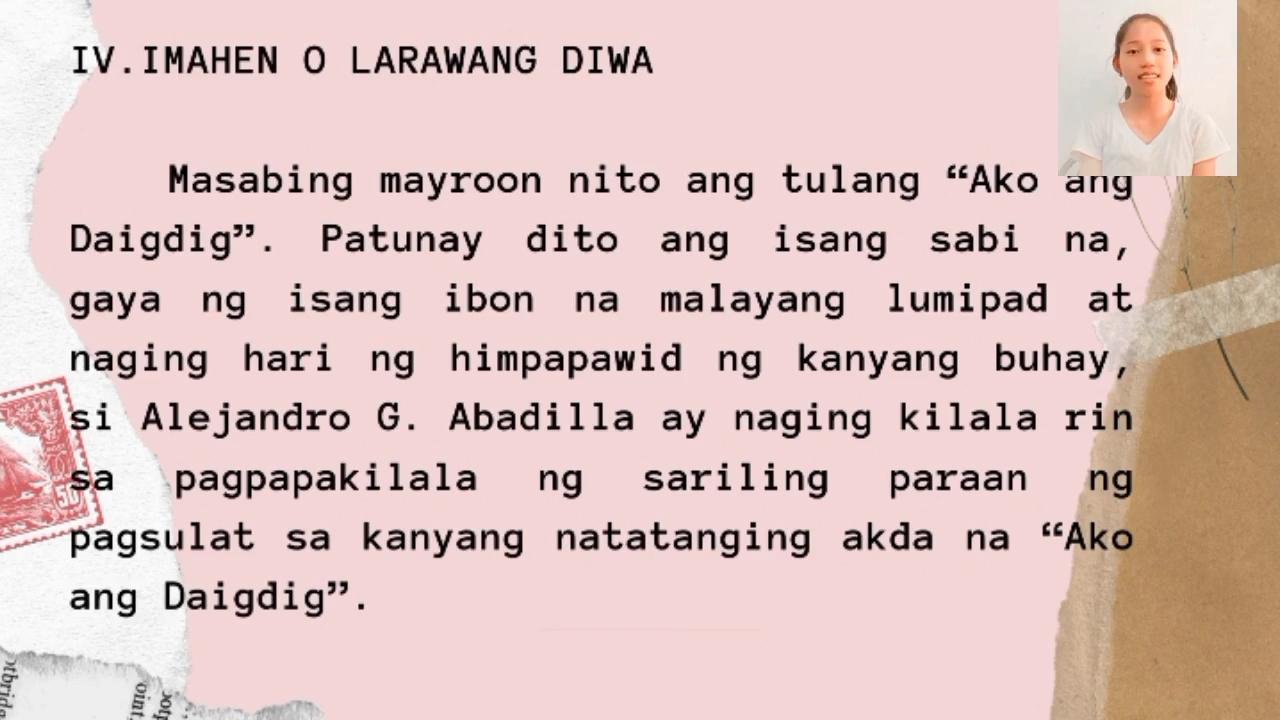 IV.IMAHEN O LARAWANG DIWA
Masabing mayroon nito ang tulang “Ako ang
Daigdig”. Patunay dito ang isang sabi na,
gaya ng isang ibon na malayang lumipad at
naging hari ng himpapawid ng kanyang buhay,
si Alejandro G. Abadilla ay naging kilala rin
sa pagpapakilala ng sariling paraan ng
pagsulat sa kanyang natatanging akda na “Ako
ang Daigdig”.
50